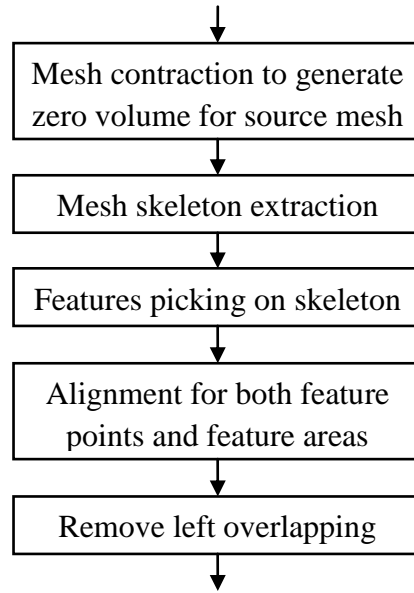 Mesh contraction to generate
zero volume for source mesh
Mesh skeleton extraction
Features picking on skeleton
Alignment for both feature
points and feature areas
Remove left overlapping